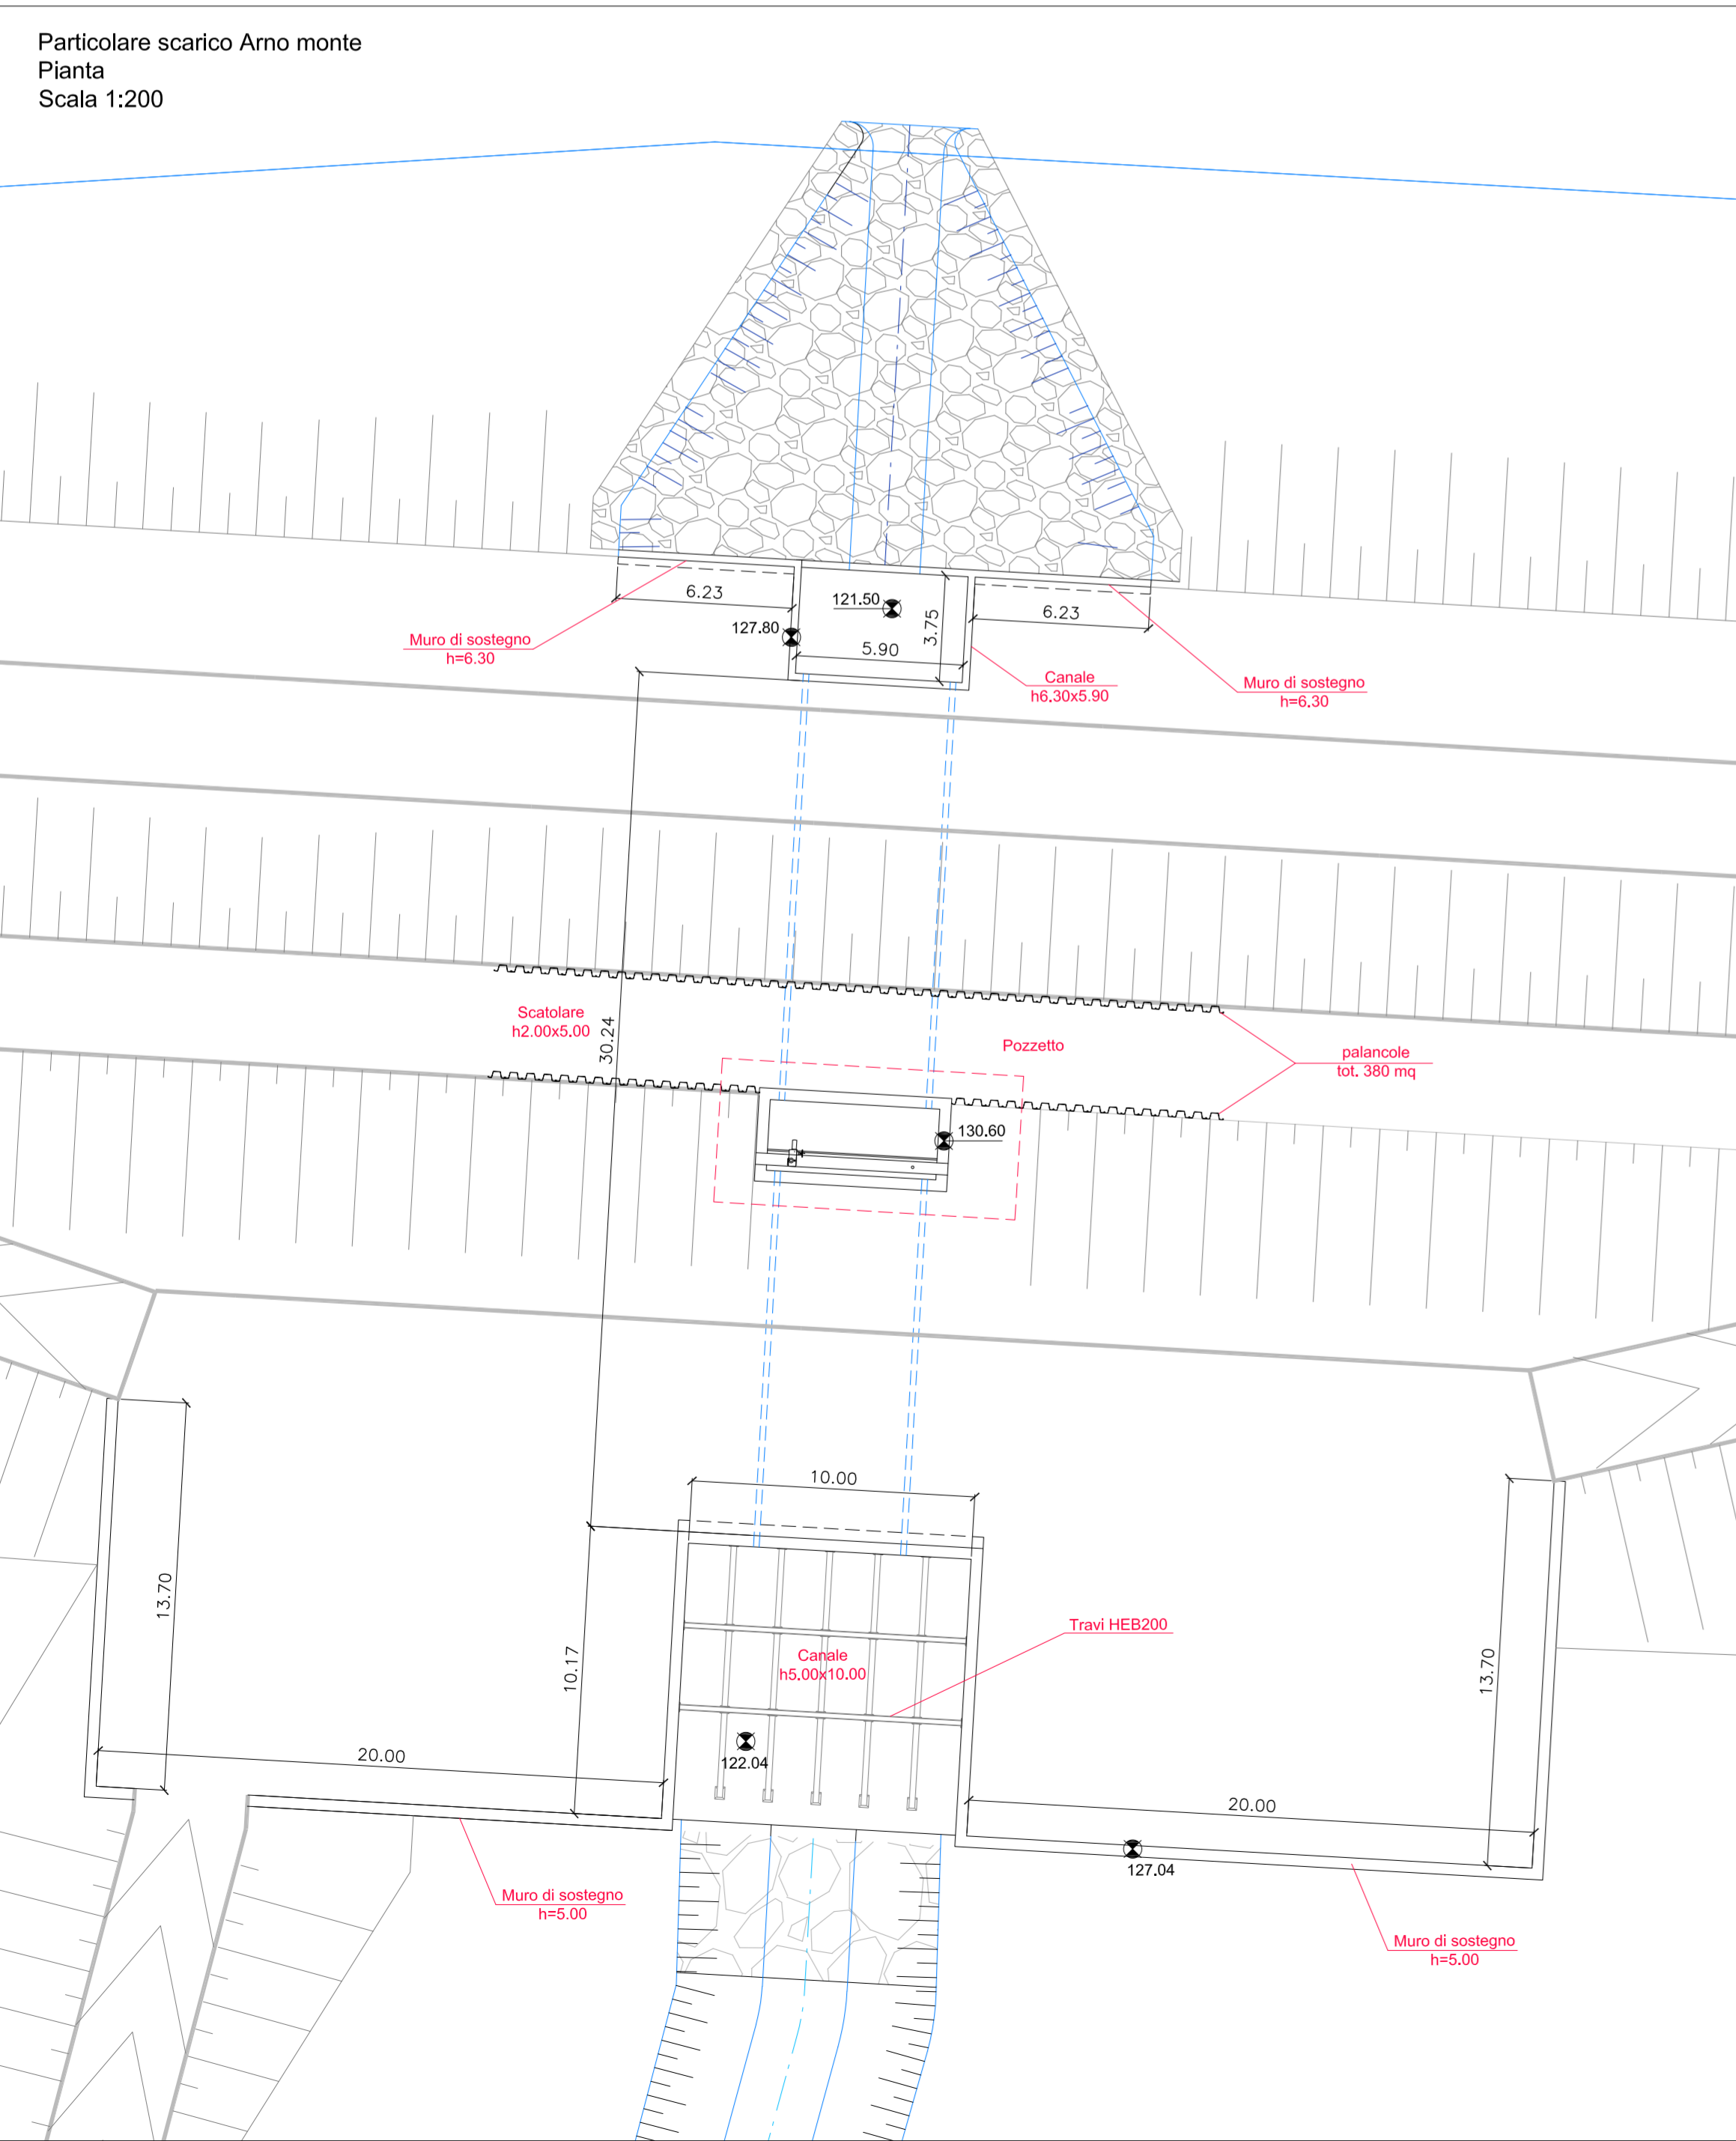 Particolare scarico Arno monte
Pianta
Scala 1:200
6.23
121.50
3.75
6.23
127.80
5.90
Muro di sostegno
h=6.30
Canale
h6.30x5.90
Muro di sostegno
h=6.30
Scatolare
h2.00x5.00
30.24
Pozzetto
palancole
tot. 380 mq
130.60
10.00
13.70
Travi HEB200
10.17
Canale
h5.00x10.00
13.70
122.04
20.00
20.00
127.04
Muro di sostegno
h=5.00
Muro di sostegno
h=5.00